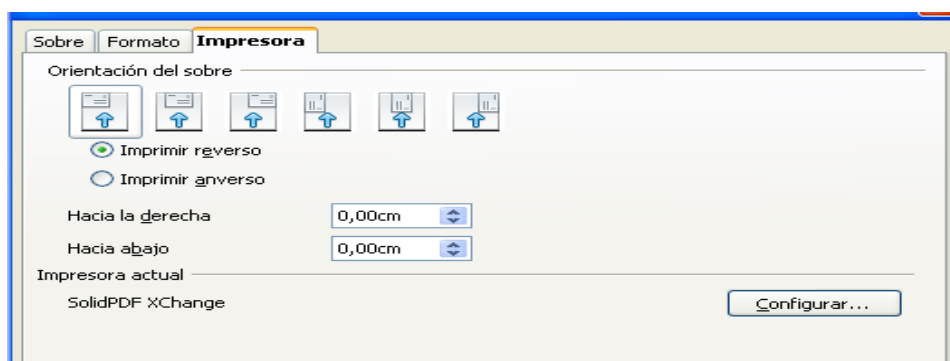 Sobre Formato Impresora
Orientación del sobre
Imprimir reverso
Imprimir anverso
Hacia la derecha 0,00cm
Hacia abajo 0,00cm
Impresora actual
SolidPDF XChange Configurar...